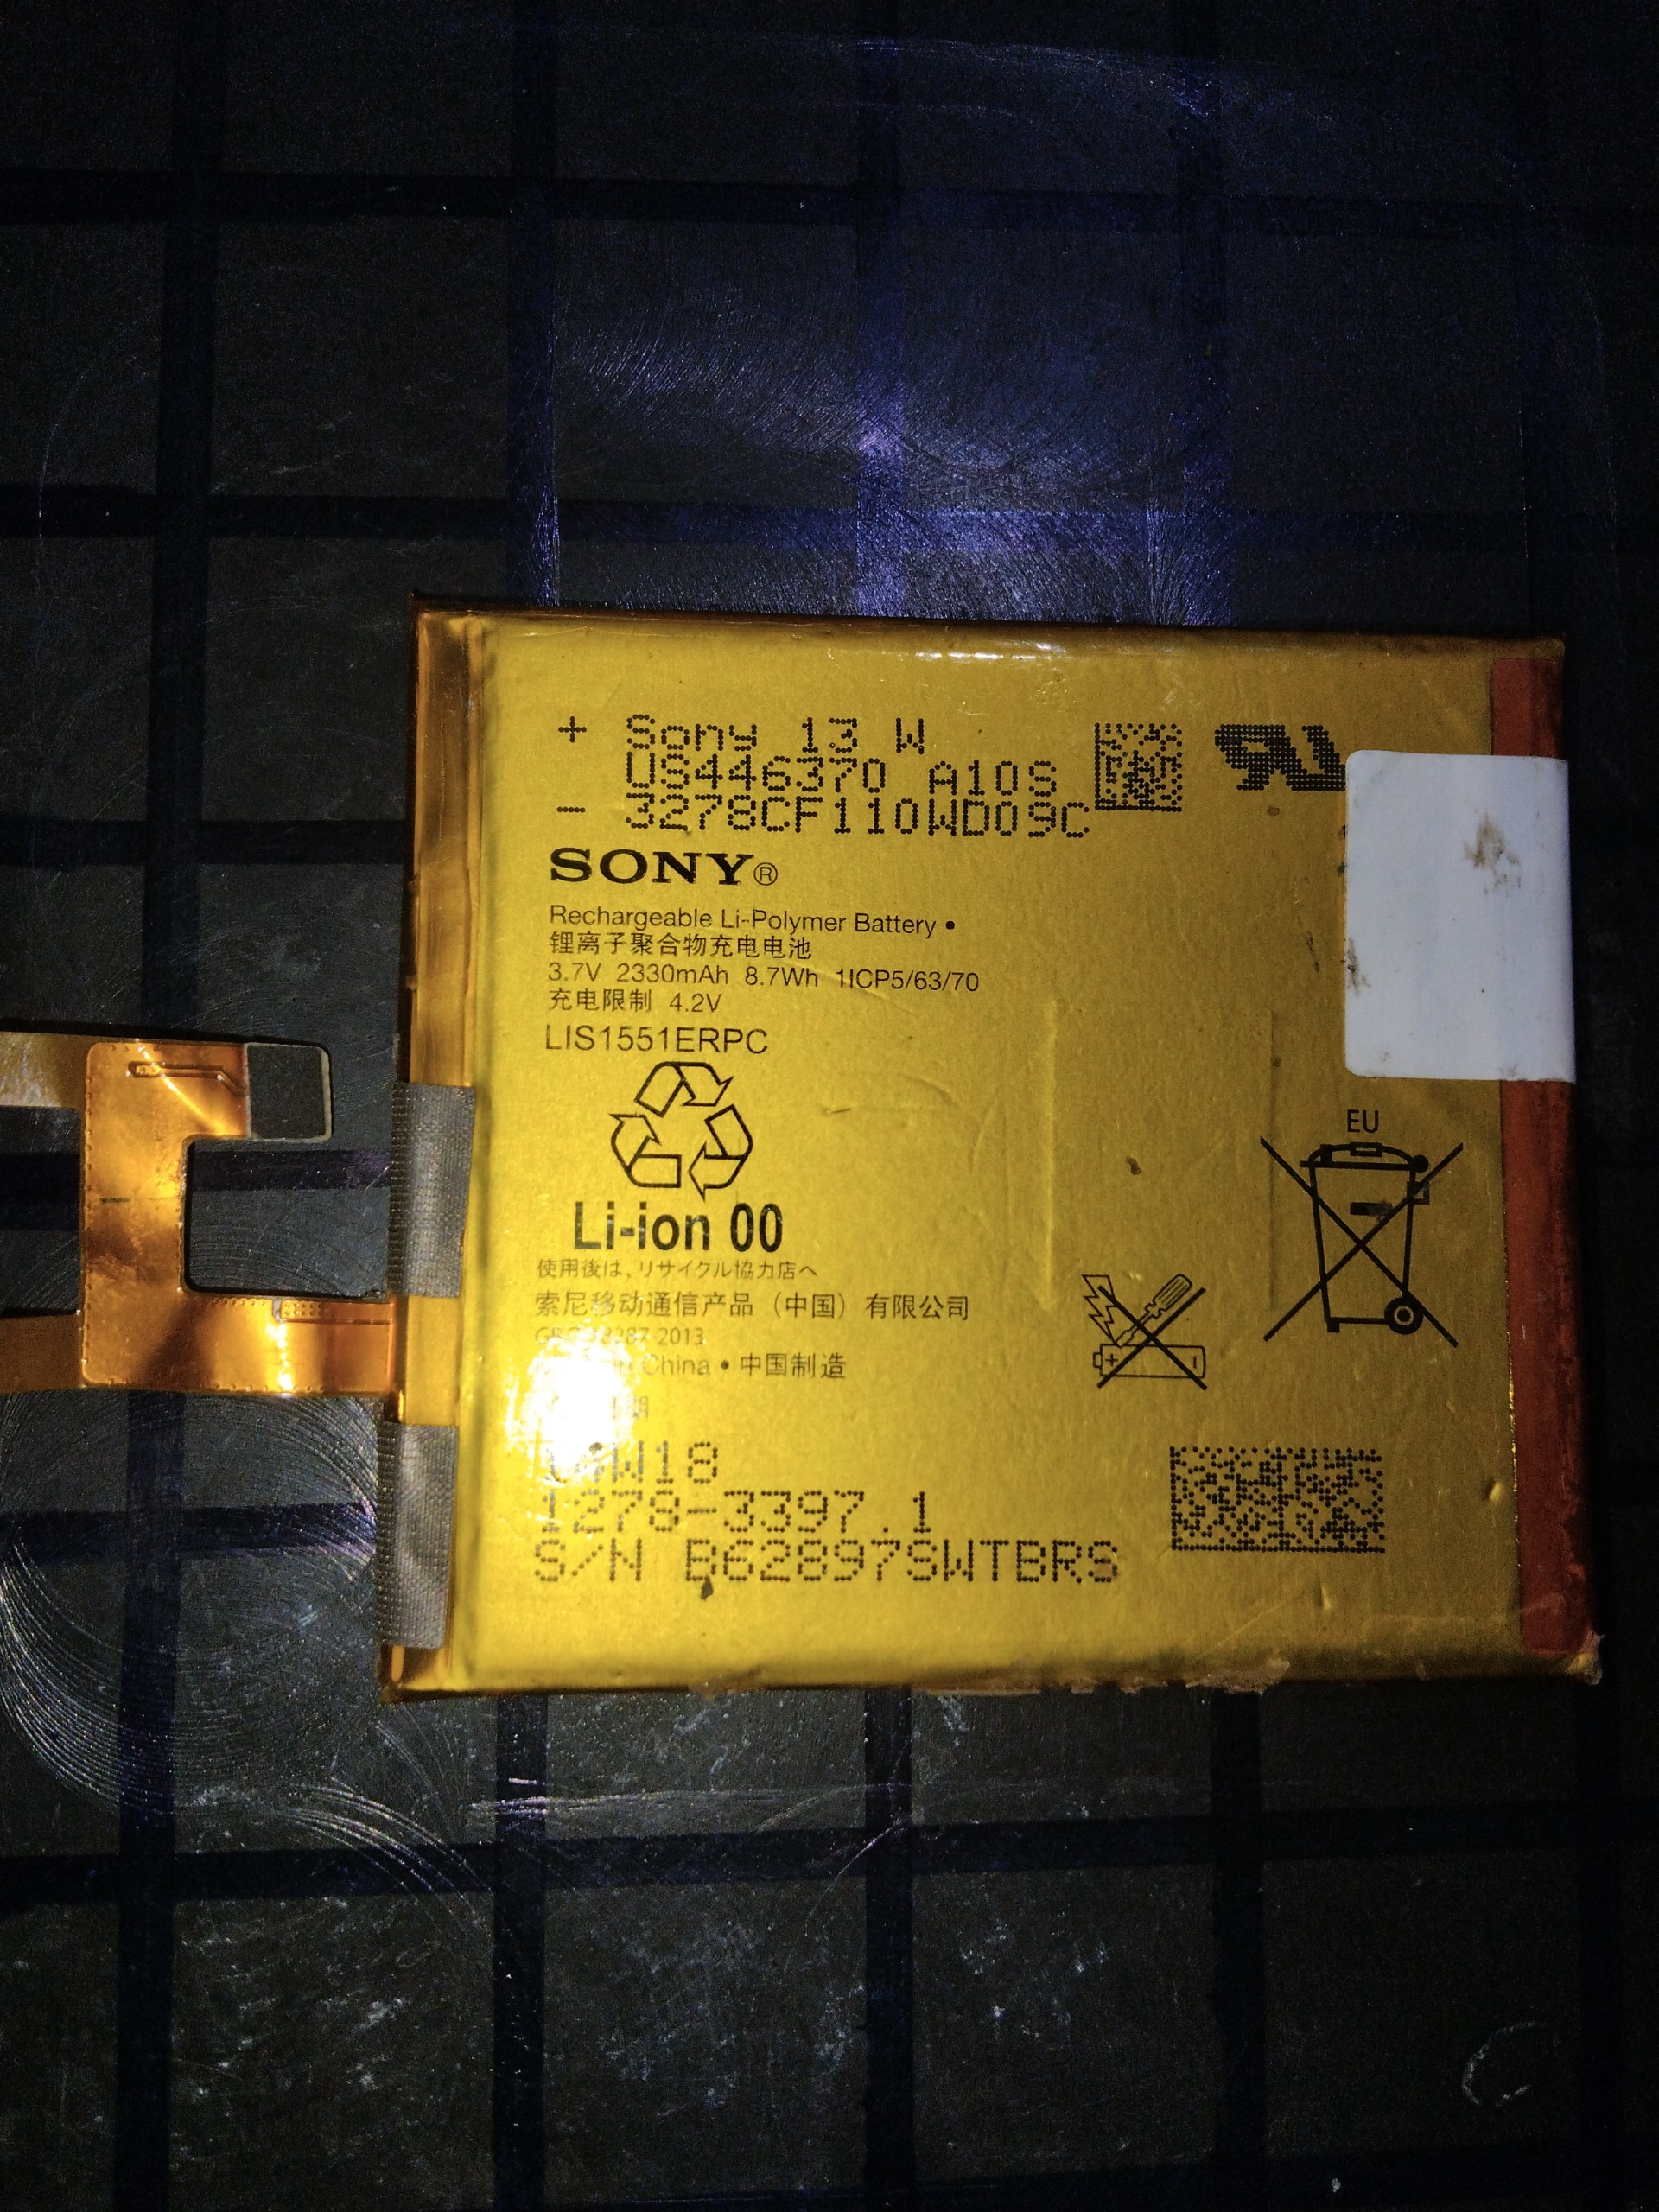 + Sony 13 W
US446370 A10S
- 3278CF110WD09C
SONY®
Rechargeable Li-Polymer Battery •
锂离子聚合物充电电池
3.7V 2330mAh 8.7Wh 1ICP5/63/70
充电限制 4.2V
LIS1551ERPC
Li-ion 00
使用後は、リサイクル協力店へ
索尼移动通信产品（中国）有限公司
EU
China • 中国制造
1278-3397.1
S/N B62897SWTBRS